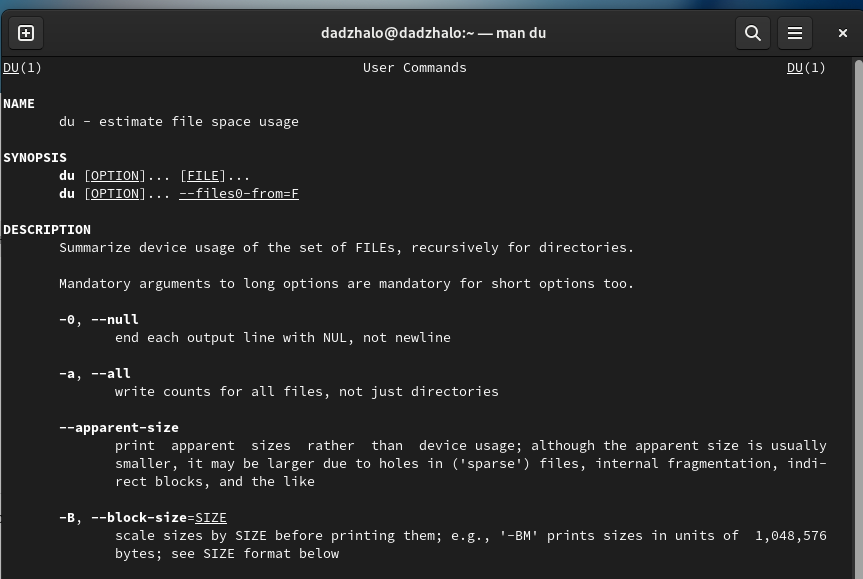 dadzhalo@dadzhalo:~ — man du
DU(1) User Commands DU(1)
NAME
du - estimate file space usage
SYNOPSIS
du [OPTION]... [FILE]...
du [OPTION]... --files0-from=F
DESCRIPTION
Summarize device usage of the set of FILEs, recursively for directories.
Mandatory arguments to long options are mandatory for short options too.
-0, --null
end each output line with NUL, not newline
-a, --all
write counts for all files, not just directories
--apparent-size
print apparent sizes rather than device usage; although the apparent size is usually
smaller, it may be larger due to holes in ('sparse') files, internal fragmentation, indi-
rect blocks, and the like
-B, --block-size=SIZE
scale sizes by SIZE before printing them; e.g., '-BM' prints sizes in units of 1,048,576
bytes; see SIZE format below